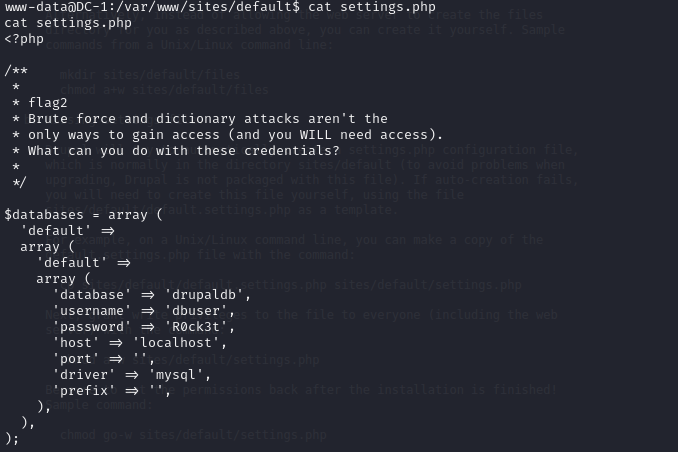 www-data@DC-1:/var/www/sites/default$ cat settings.php
cat settings.php
<?php
/**
 *
 * flag2
 * Brute force and dictionary attacks aren't the
 * only ways to gain access (and you WILL need access).
 * What can you do with these credentials?
 *
 */
$databases = array (
  'default' =>
  array (
    'default' =>
    array (
      'database' => 'drupaldb',
      'username' => 'dbuser',
      'password' => 'R0ck3t',
      'host' => 'localhost',
      'port' => '',
      'driver' => 'mysql',
      'prefix' => '',
    ),
  ),
);